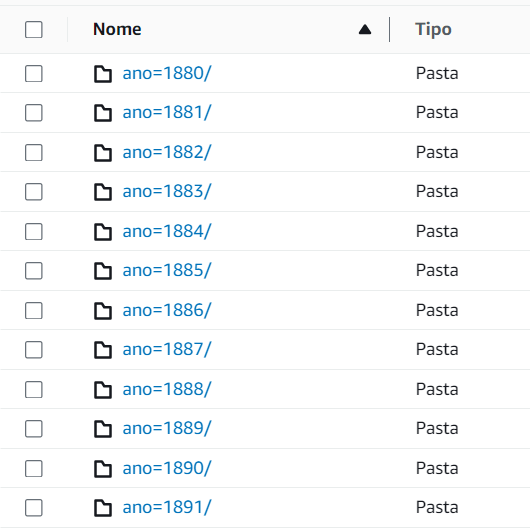 Nome Tipo
ano=1880/ Pasta
ano=1881/ Pasta
ano=1882/ Pasta
ano=1883/ Pasta
ano=1884/ Pasta
ano=1885/ Pasta
ano=1886/ Pasta
ano=1887/ Pasta
ano=1888/ Pasta
ano=1889/ Pasta
ano=1890/ Pasta
ano=1891/ Pasta